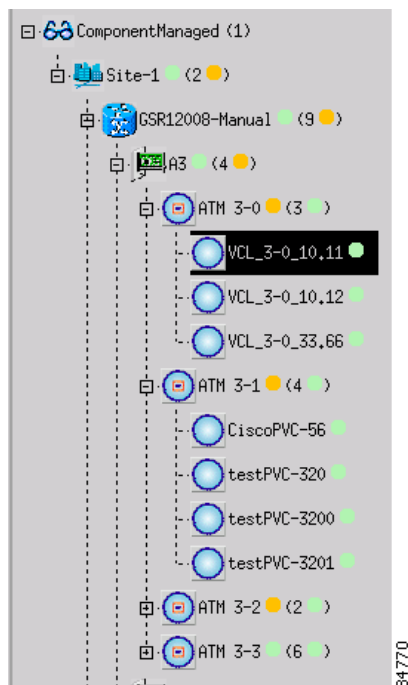 ComponentManaged (1)
Site-1 (2 )
GSR12008-Manual (9 )
A3 (4 )
ATM 3-0 (3 )
VCL_3-0_10.11
VCL_3-0_10.12
VCL_3-0_33.66
ATM 3-1 (4 )
CiscoPVC-56
testPVC-320
testPVC-3200
testPVC-3201
ATM 3-2 (2 )
ATM 3-3 (6 )
84770